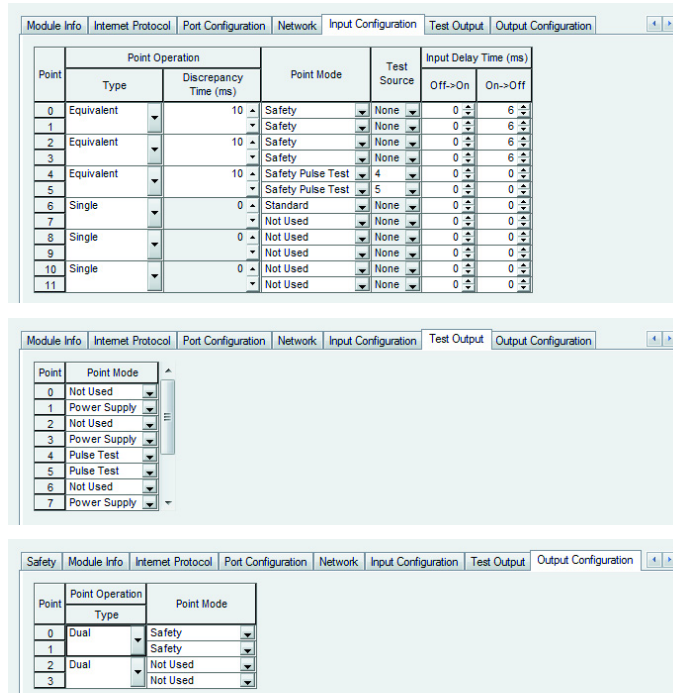 Module Info Internet Protocol Port Configuration Network Input Configuration Test Output Output Configuration
Point Point Operation Point Mode Test Source Input Delay Time (ms)
Type Discrepancy Time (ms) Off->On On->Off
0 Equivalent 10 Safety None 0 6
1 Safety None 0 6
2 Equivalent 10 Safety None 0 6
3 Safety None 0 6
4 Equivalent 10 Safety Pulse Test 4 0 0
5 Safety Pulse Test 5 0 0
6 Single 0 Standard None 0 0
7 Not Used None 0 0
8 Single 0 Not Used None 0 0
9 Not Used None 0 0
10 Single 0 Not Used None 0 0
11 Not Used None 0 0
Module Info Internet Protocol Port Configuration Network Input Configuration Test Output Output Configuration
Point Point Mode
0 Not Used
1 Power Supply
2 Not Used
3 Power Supply
4 Pulse Test
5 Pulse Test
6 Not Used
7 Power Supply
Safety Module Info Internet Protocol Port Configuration Network Input Configuration Test Output Output Configuration
Point Point Operation Point Mode
Type
0 Dual Safety
1 Safety
2 Dual Not Used
3 Not Used